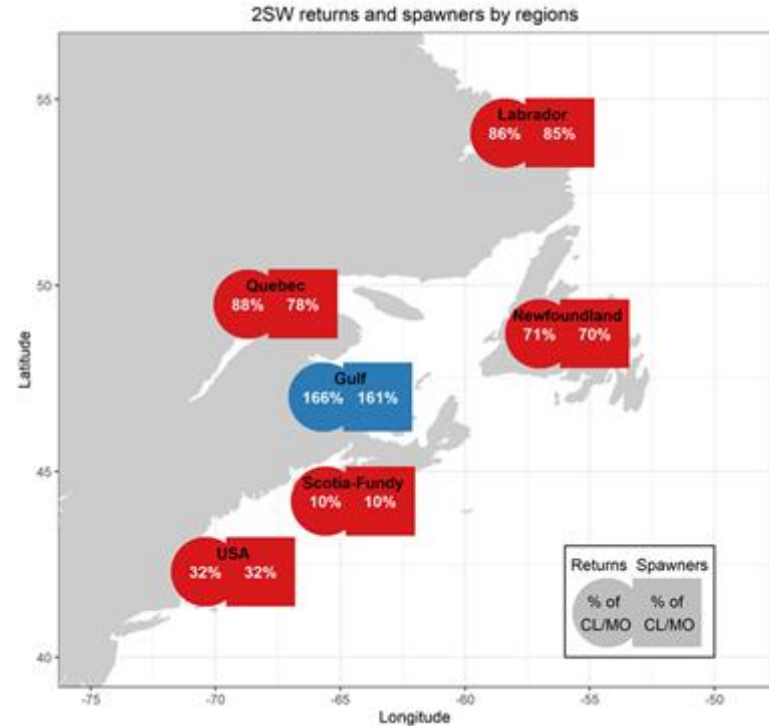 2SW returns and spawners by regions
55
Labrador
86% 85%
50
Quebec
88% 78%
Newfoundland
71% 70%
Gulf
166% 161%
Latitude
45
Scotia-Fundy
10% 10%
USA
32% 32%
Returns Spawners
% of % of
CL/MO CL/MO
40
-75 -70 -65 -60 -55 -50
Longitude